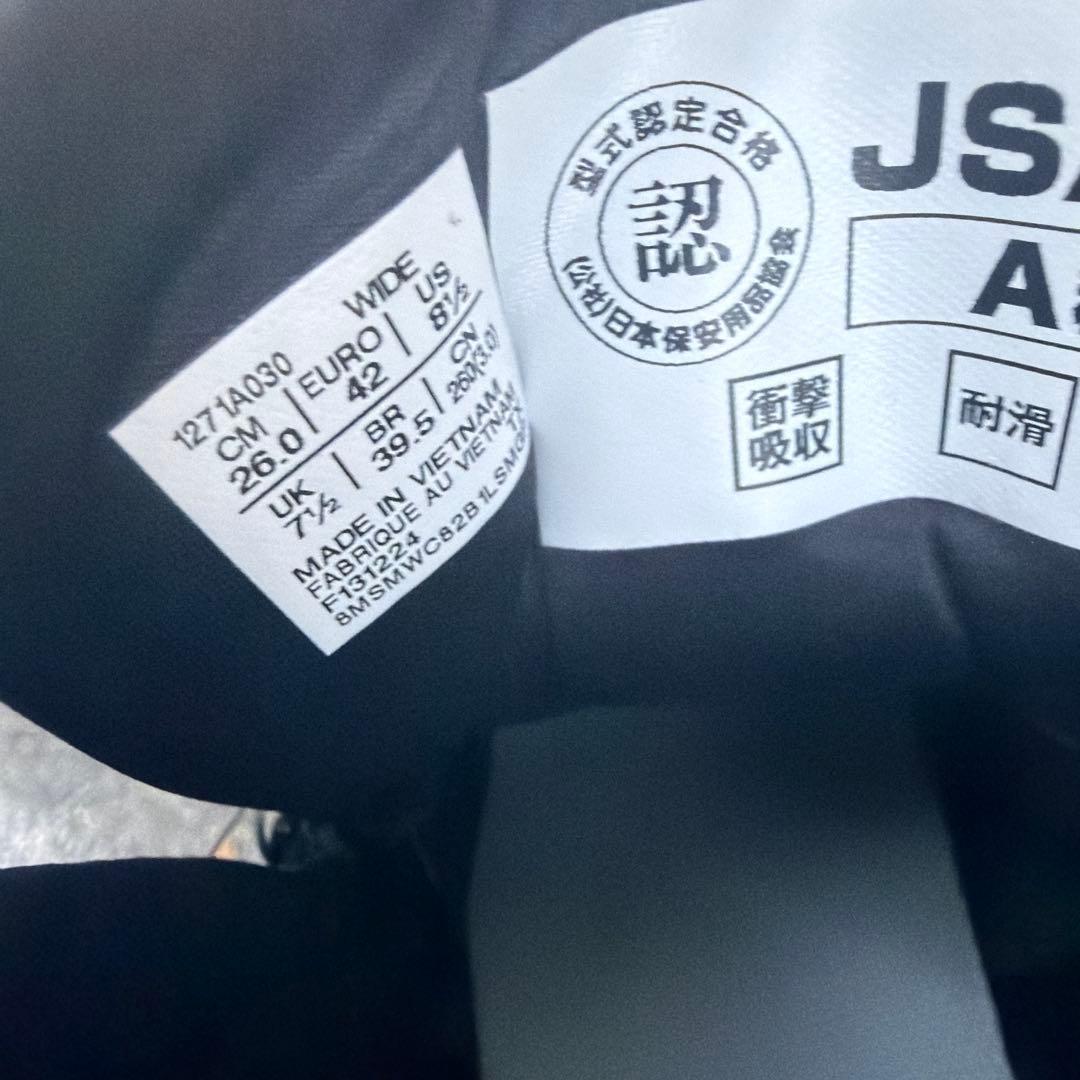 1271A030 WIDE
CM EURO US
26.0 42 8½
UK BR CN
7½ 39.5 260(3.0)
MADE IN VIETNAM
FABRIQUE AU VIETNAM
F131224
8MSMWC82B1LSMG
型式認定合格
認
(公社)日本保安用品協会
JS
A
衝撃
吸収
耐滑